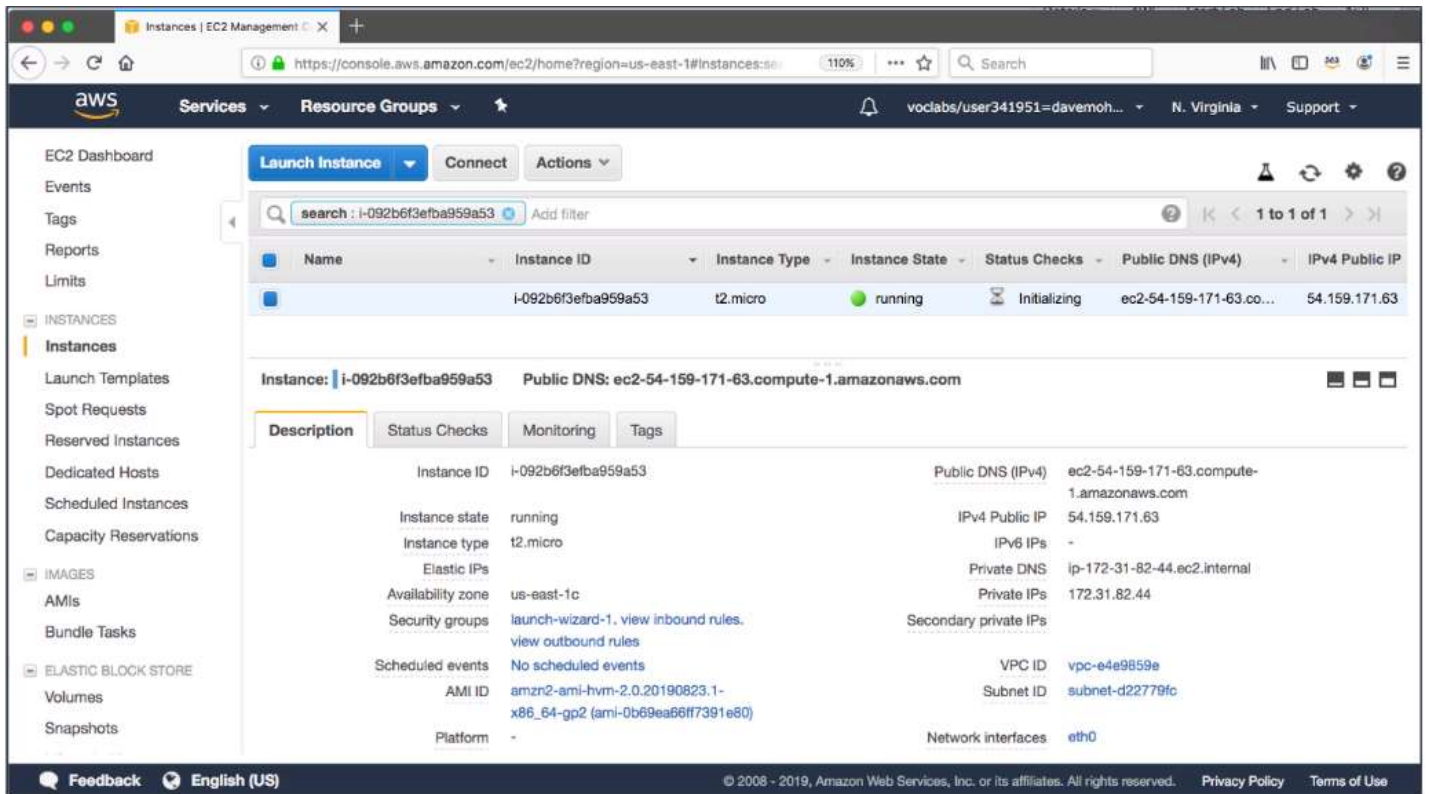 Instances | EC2 Management C
https://console.aws.amazon.com/ec2/home?region=us-east-1#Instances:se
110%
Search
aws
Services
Resource Groups
voclabs/user341951=davemoh...
N. Virginia
Support
EC2 Dashboard
Events
Tags
Reports
Limits
INSTANCES
Instances
Launch Templates
Spot Requests
Reserved Instances
Dedicated Hosts
Scheduled Instances
Capacity Reservations
IMAGES
AMIs
Bundle Tasks
ELASTIC BLOCK STORE
Volumes
Snapshots
Launch Instance Connect Actions
search : i-092b6f3efba959a53 Add filter
1 to 1 of 1
Name Instance ID Instance Type Instance State Status Checks Public DNS (IPv4) IPv4 Public IP
i-092b6f3efba959a53 t2.micro running Initializing ec2-54-159-171-63.co... 54.159.171.63
Instance: i-092b6f3efba959a53 Public DNS: ec2-54-159-171-63.compute-1.amazonaws.com
Description Status Checks Monitoring Tags
Instance ID i-092b6f3efba959a53
Instance state running
Instance type t2.micro
Elastic IPs
Availability zone us-east-1c
Security groups launch-wizard-1. view inbound rules.
view outbound rules
Scheduled events No scheduled events
AMI ID amzn2-ami-hvm-2.0.20190823.1-
x86_64-gp2 (ami-0b69ea66ff7391e80)
Platform -
Public DNS (IPv4) ec2-54-159-171-63.compute-
1.amazonaws.com
IPv4 Public IP 54.159.171.63
IPv6 IPs -
Private DNS ip-172-31-82-44.ec2.internal
Private IPs 172.31.82.44
Secondary private IPs
VPC ID vpc-e4e9859e
Subnet ID subnet-d22779fc
Network interfaces eth0
Feedback English (US)
© 2008 - 2019, Amazon Web Services, Inc. or its affiliates. All rights reserved. Privacy Policy Terms of Use